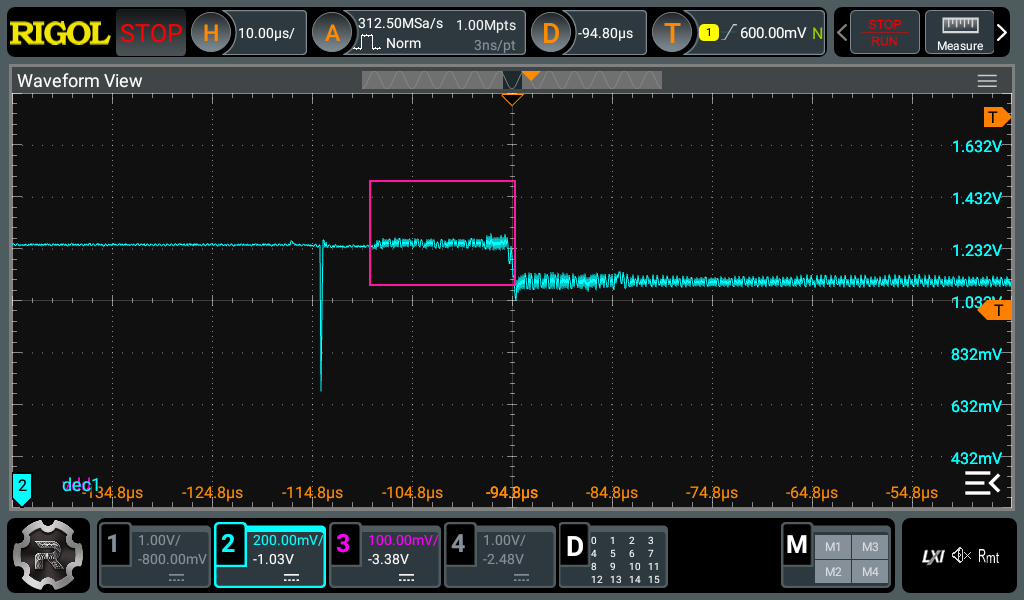 RIGOL STOP H 10.00µs/ A 312.50MSa/s 1.00Mpts D -94.80µs T 1 600.00mV N STOP
Norm 3ns/pt RUN Measure
Waveform View
T
1.632V
1.432V
1.232V
1.032V
T
832mV
632mV
432mV
2 dec1
-134.8µs -124.8µs -114.8µs -104.8µs -94.8µs -84.8µs -74.8µs -64.8µs -54.8µs
1 1.00V/ 2 200.00mV/ 3 100.00mV/ 4 1.00V/ D 0 1 2 3 M M1 M3 LXI Rmt
-800.00mV -1.03V -3.38V -2.48V 4 5 6 7 M2 M4
8 9 10 11
12 13 14 15
R